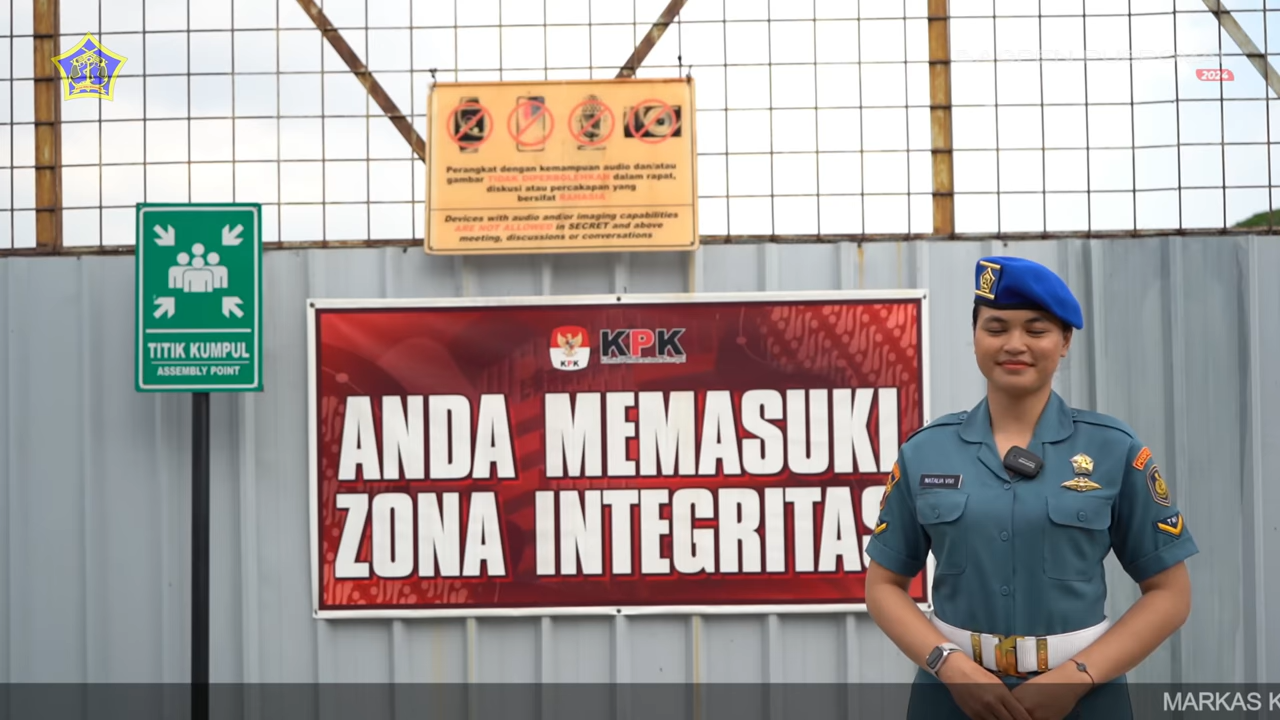 2024
Perangkat dengan kemampuan audio dan/atau
gambar TIDAK DIPERBOLEHKAN dalam rapat,
diskusi atau percakapan yang
bersifat RAHASIA
Devices with audio and/or imaging capabilities
ARE NOT ALLOWED in SECRET and above
meeting, discussions or conversations
TITIK KUMPUL
ASSEMBLY POINT
KPK
KPK
ANDA MEMASUKI
ZONA INTEGRITAS
NATALIA VIVI
MARKAS K